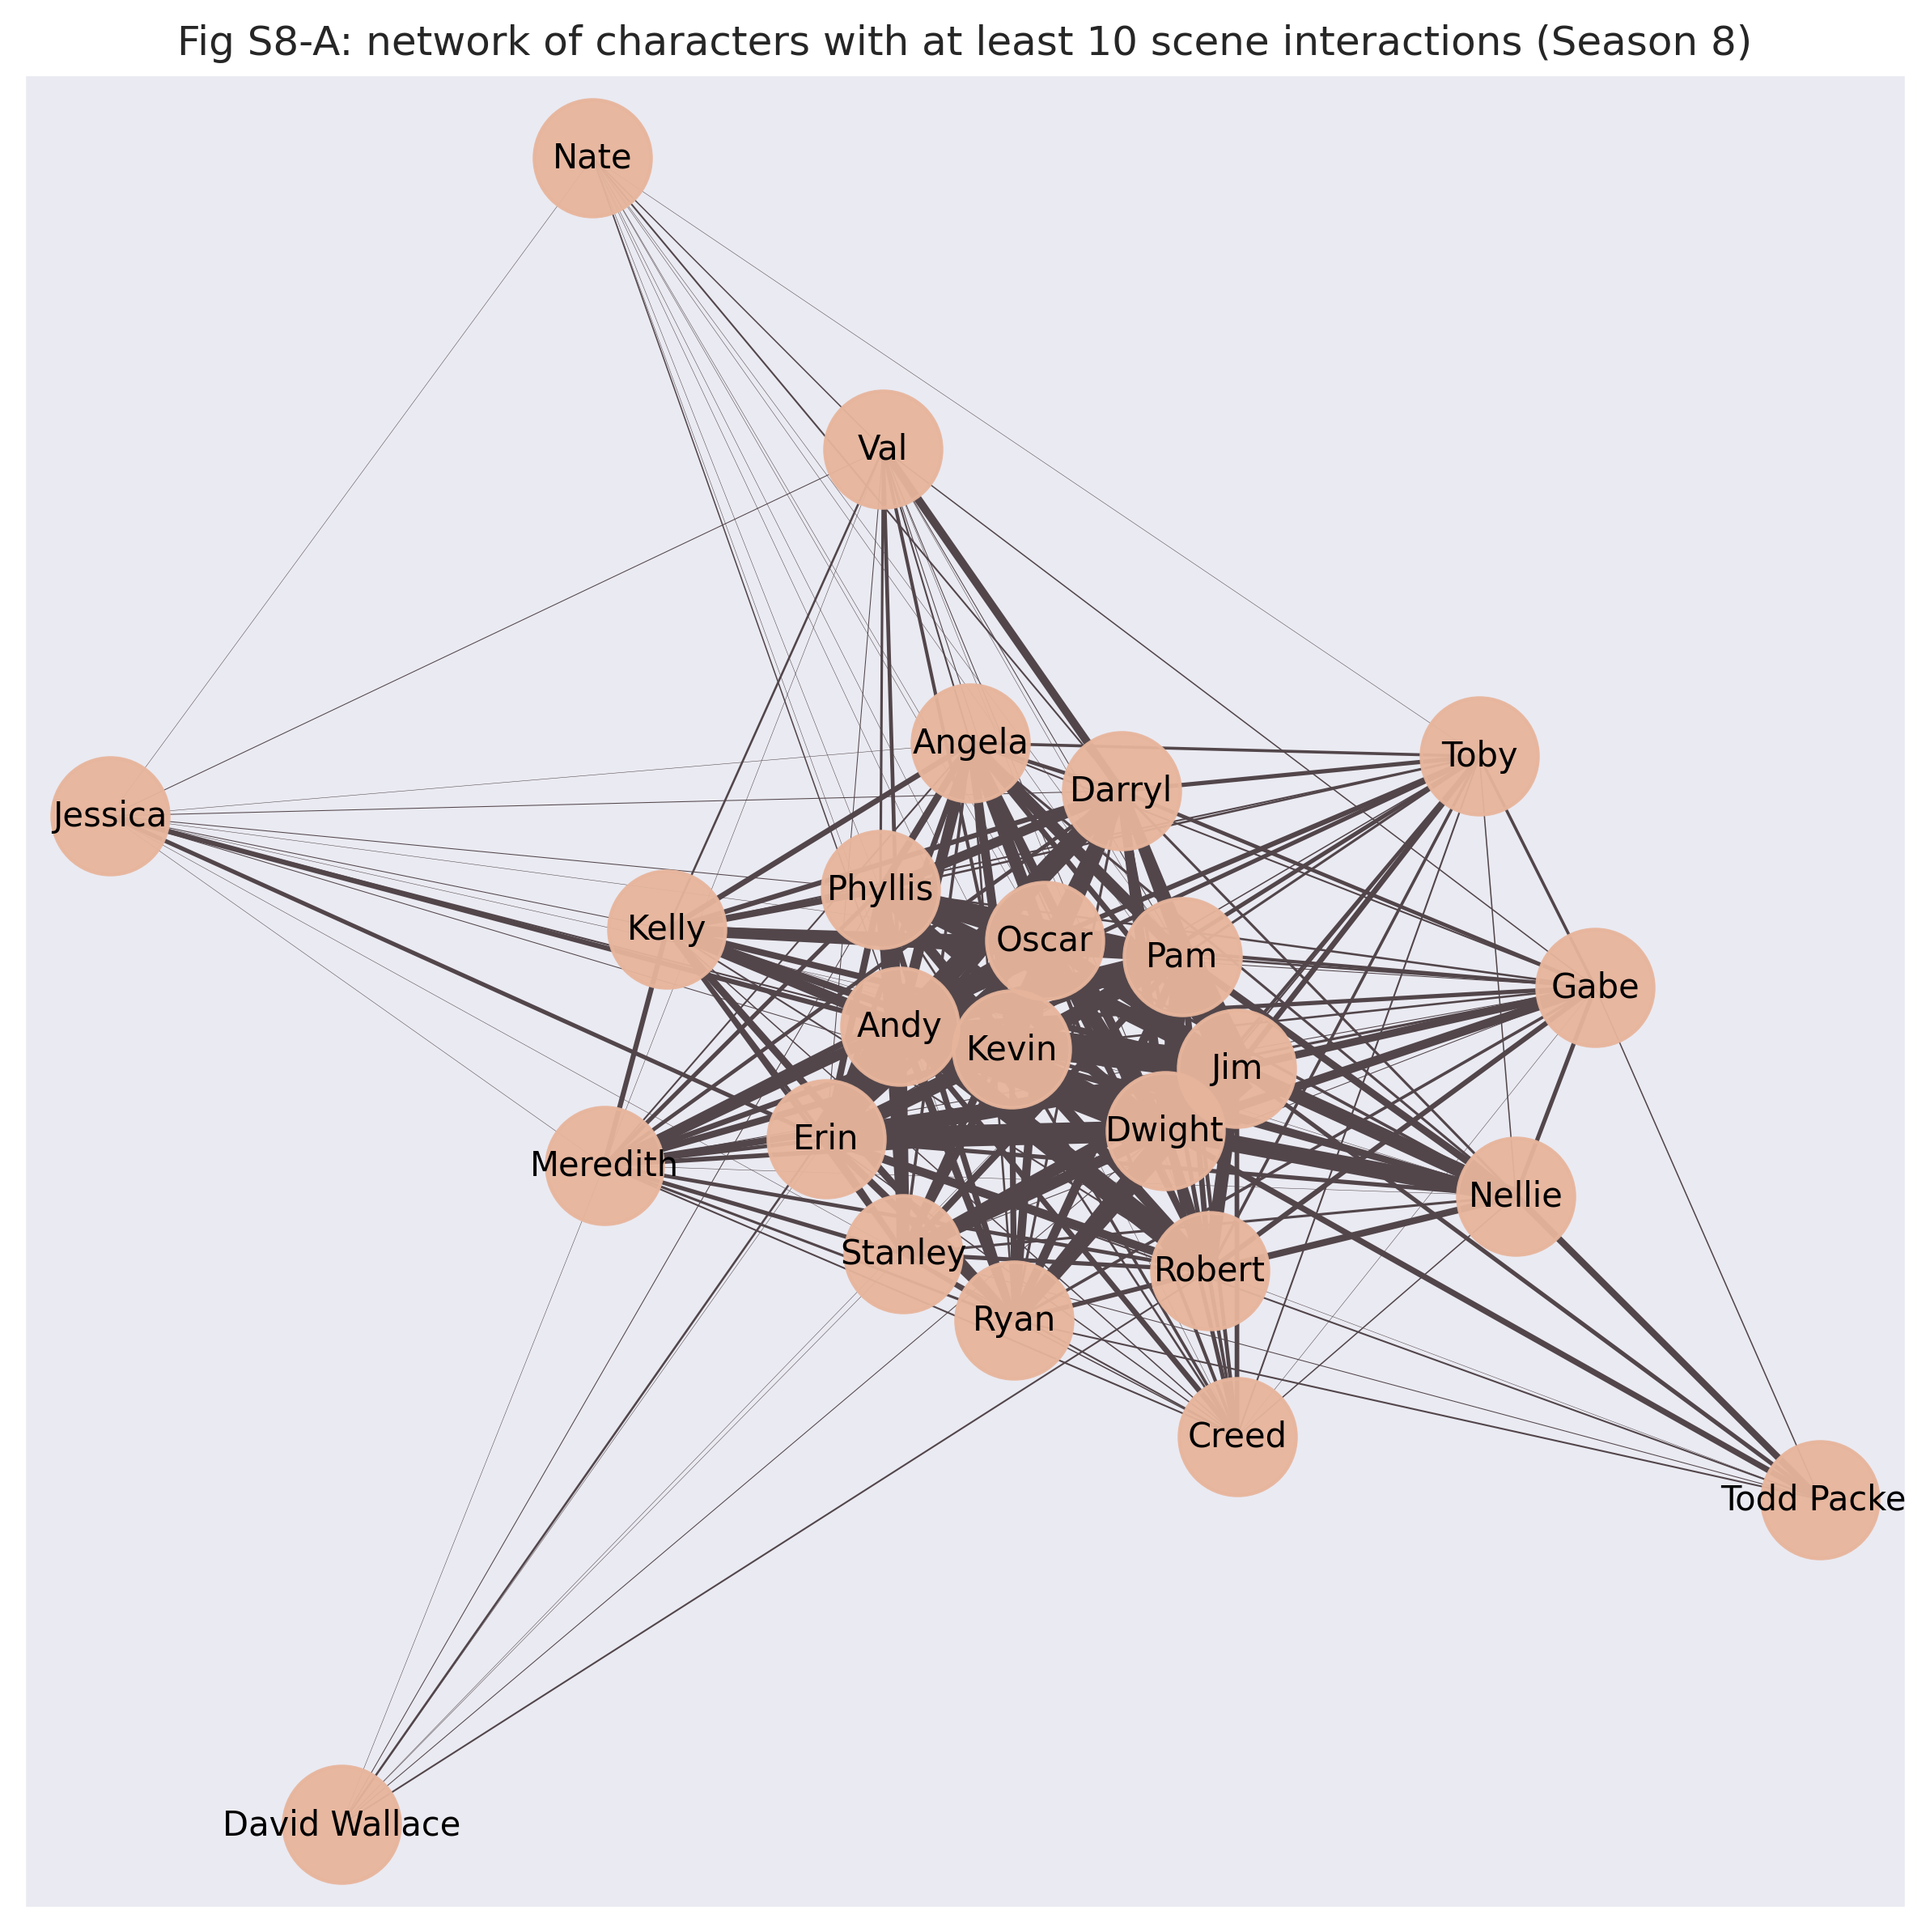 Fig S8-A: network of characters with at least 10 scene interactions (Season 8)
Nate
Val
Angela
Toby
Darryl
Jessica
Phyllis
Kelly
Oscar
Pam
Gabe
Andy
Kevin
Jim
Dwight
Erin
Meredith
Nellie
Stanley
Robert
Ryan
Creed
Todd Packe
David Wallace